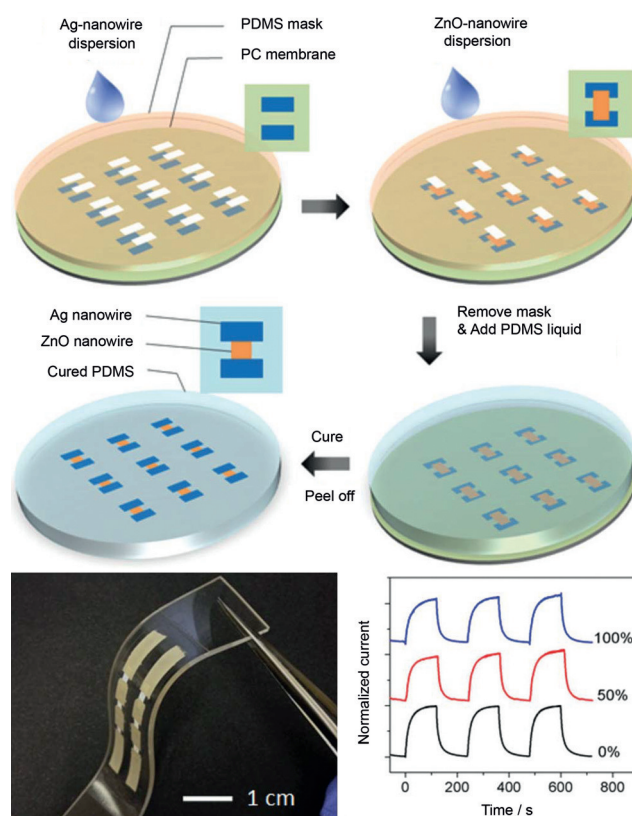 Ag-nanowire
dispersion
PDMS mask
PC membrane
ZnO-nanowire
dispersion
Remove mask
& Add PDMS liquid
Ag nanowire
ZnO nanowire
Cured PDMS
Cure
Peel off
1 cm
Normalized current
100%
50%
0%
0 200 400 600 800
Time / s